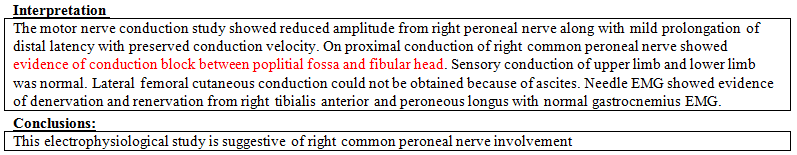 Interpretation
The motor nerve conduction study showed reduced amplitude from right peroneal nerve along with mild prolongation of
distal latency with preserved conduction velocity. On proximal conduction of right common peroneal nerve showed
evidence of conduction block between poplitial fossa and fibular head. Sensory conduction of upper limb and lower limb
was normal. Lateral femoral cutaneous conduction could not be obtained because of ascites. Needle EMG showed evidence
of denervation and renervation from right tibialis anterior and peroneous longus with normal gastrocnemius EMG.
Conclusions:
This electrophysiological study is suggestive of right common peroneal nerve involvement